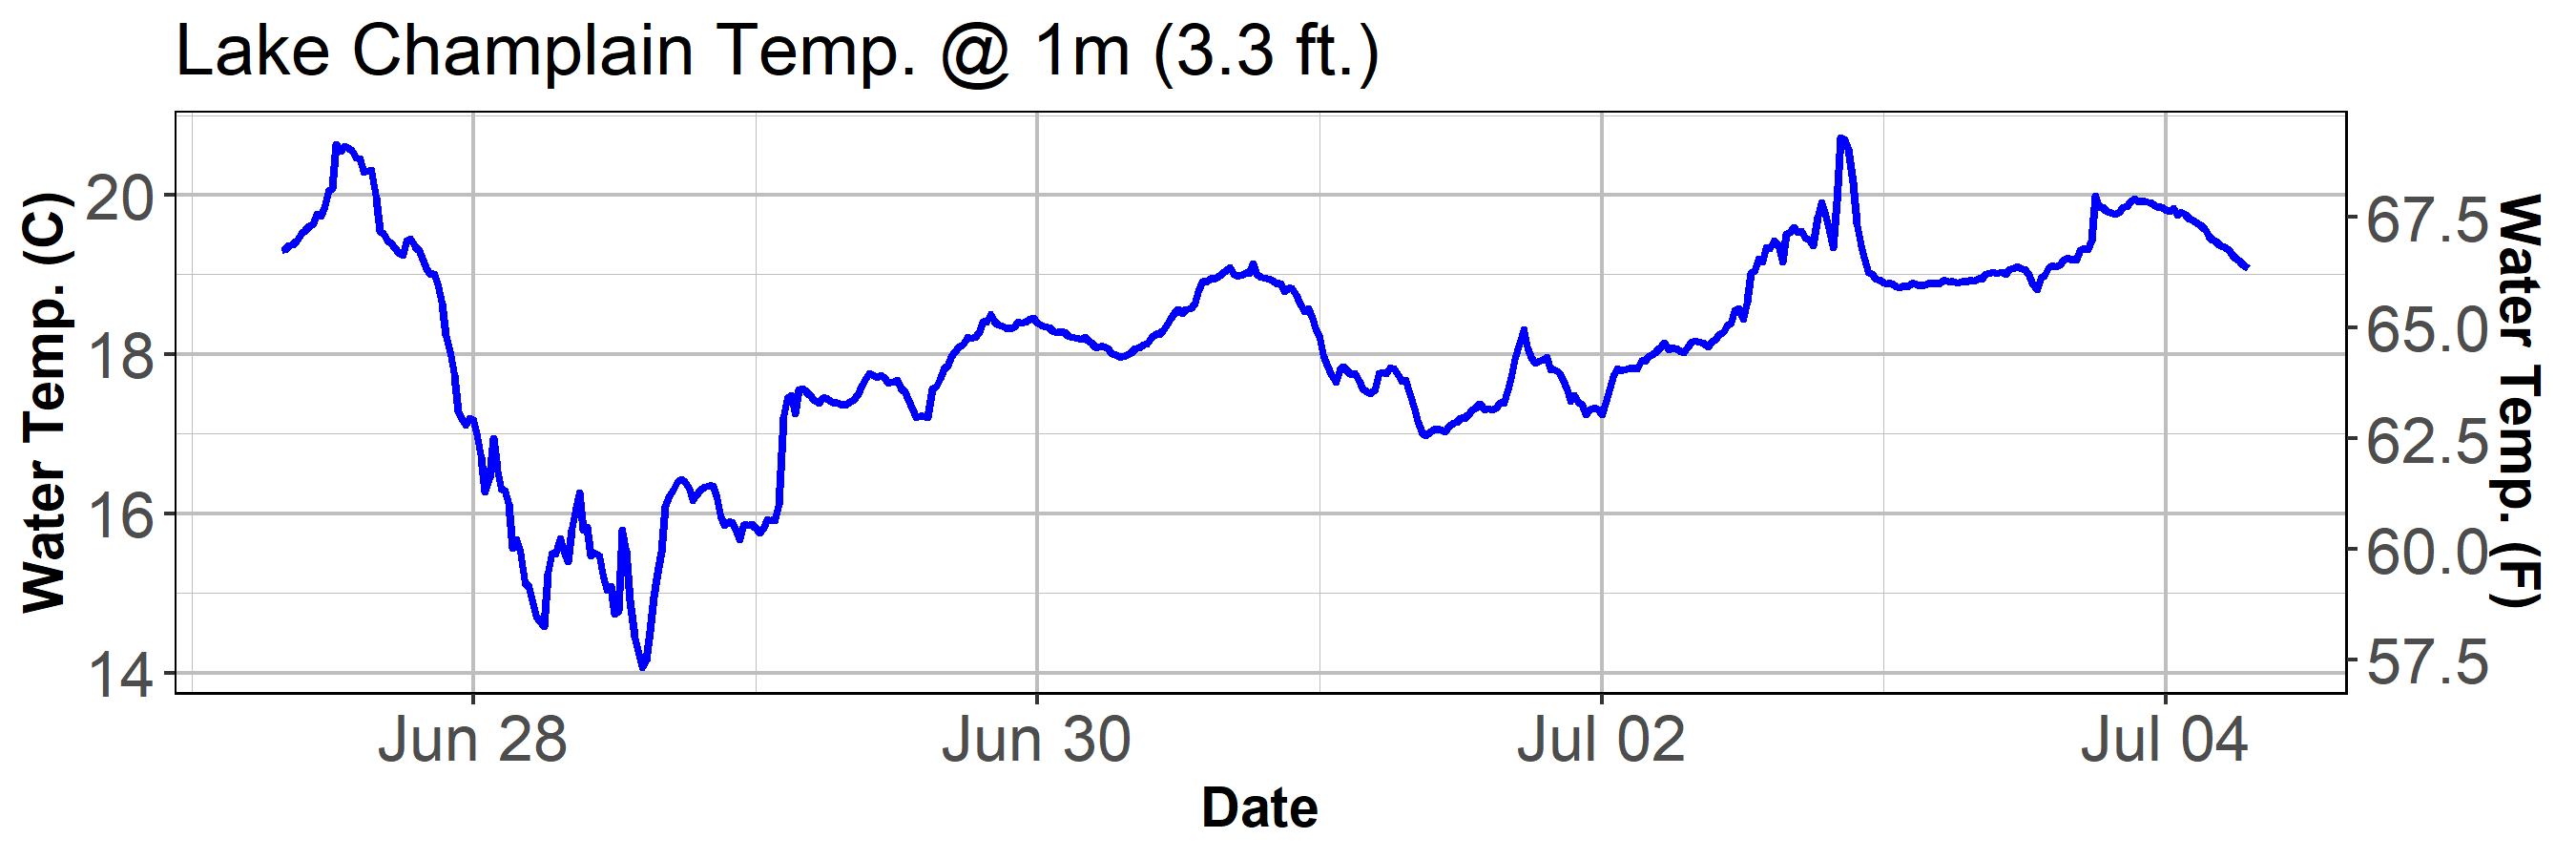 Lake Champlain Temp. @ 1m (3.3 ft.)
Water Temp. (C)
20
18
16
14
67.5
65.0
62.5
60.0
57.5
Water Temp. (F)
Jun 28
Jun 30
Jul 02
Jul 04
Date